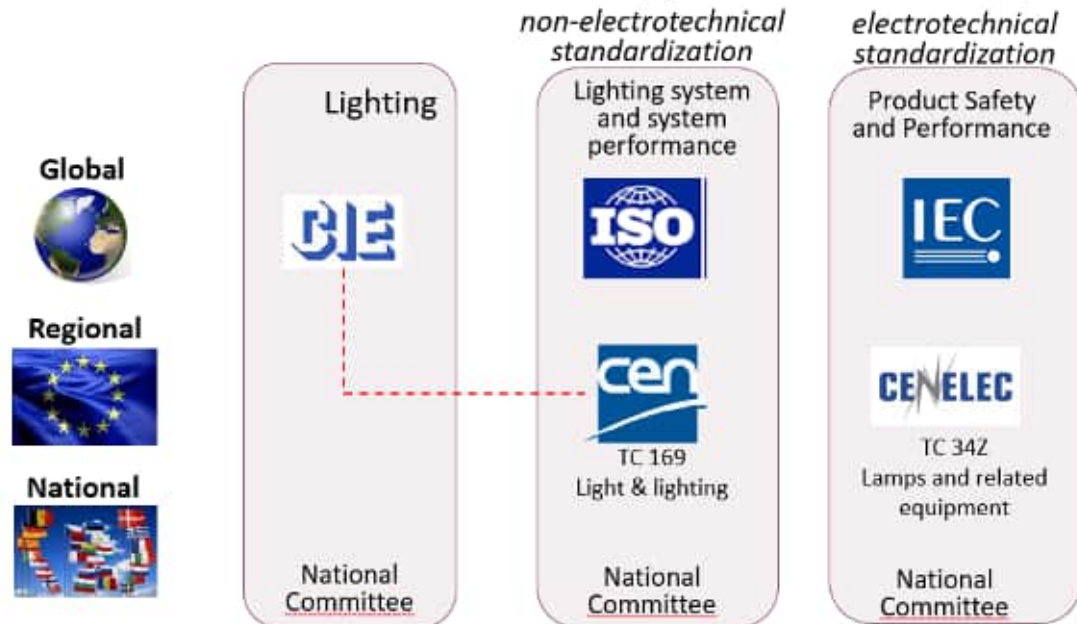 non-electrotechnical
standardization
electrotechnical
standardization
Lighting
Lighting system
and system
performance
Product Safety
and Performance
Global
CIE
ISO
IEC
Regional
cen
CENELEC
TC 169
Light & lighting
TC 34Z
Lamps and related
equipment
National
National
Committee
National
Committee
National
Committee